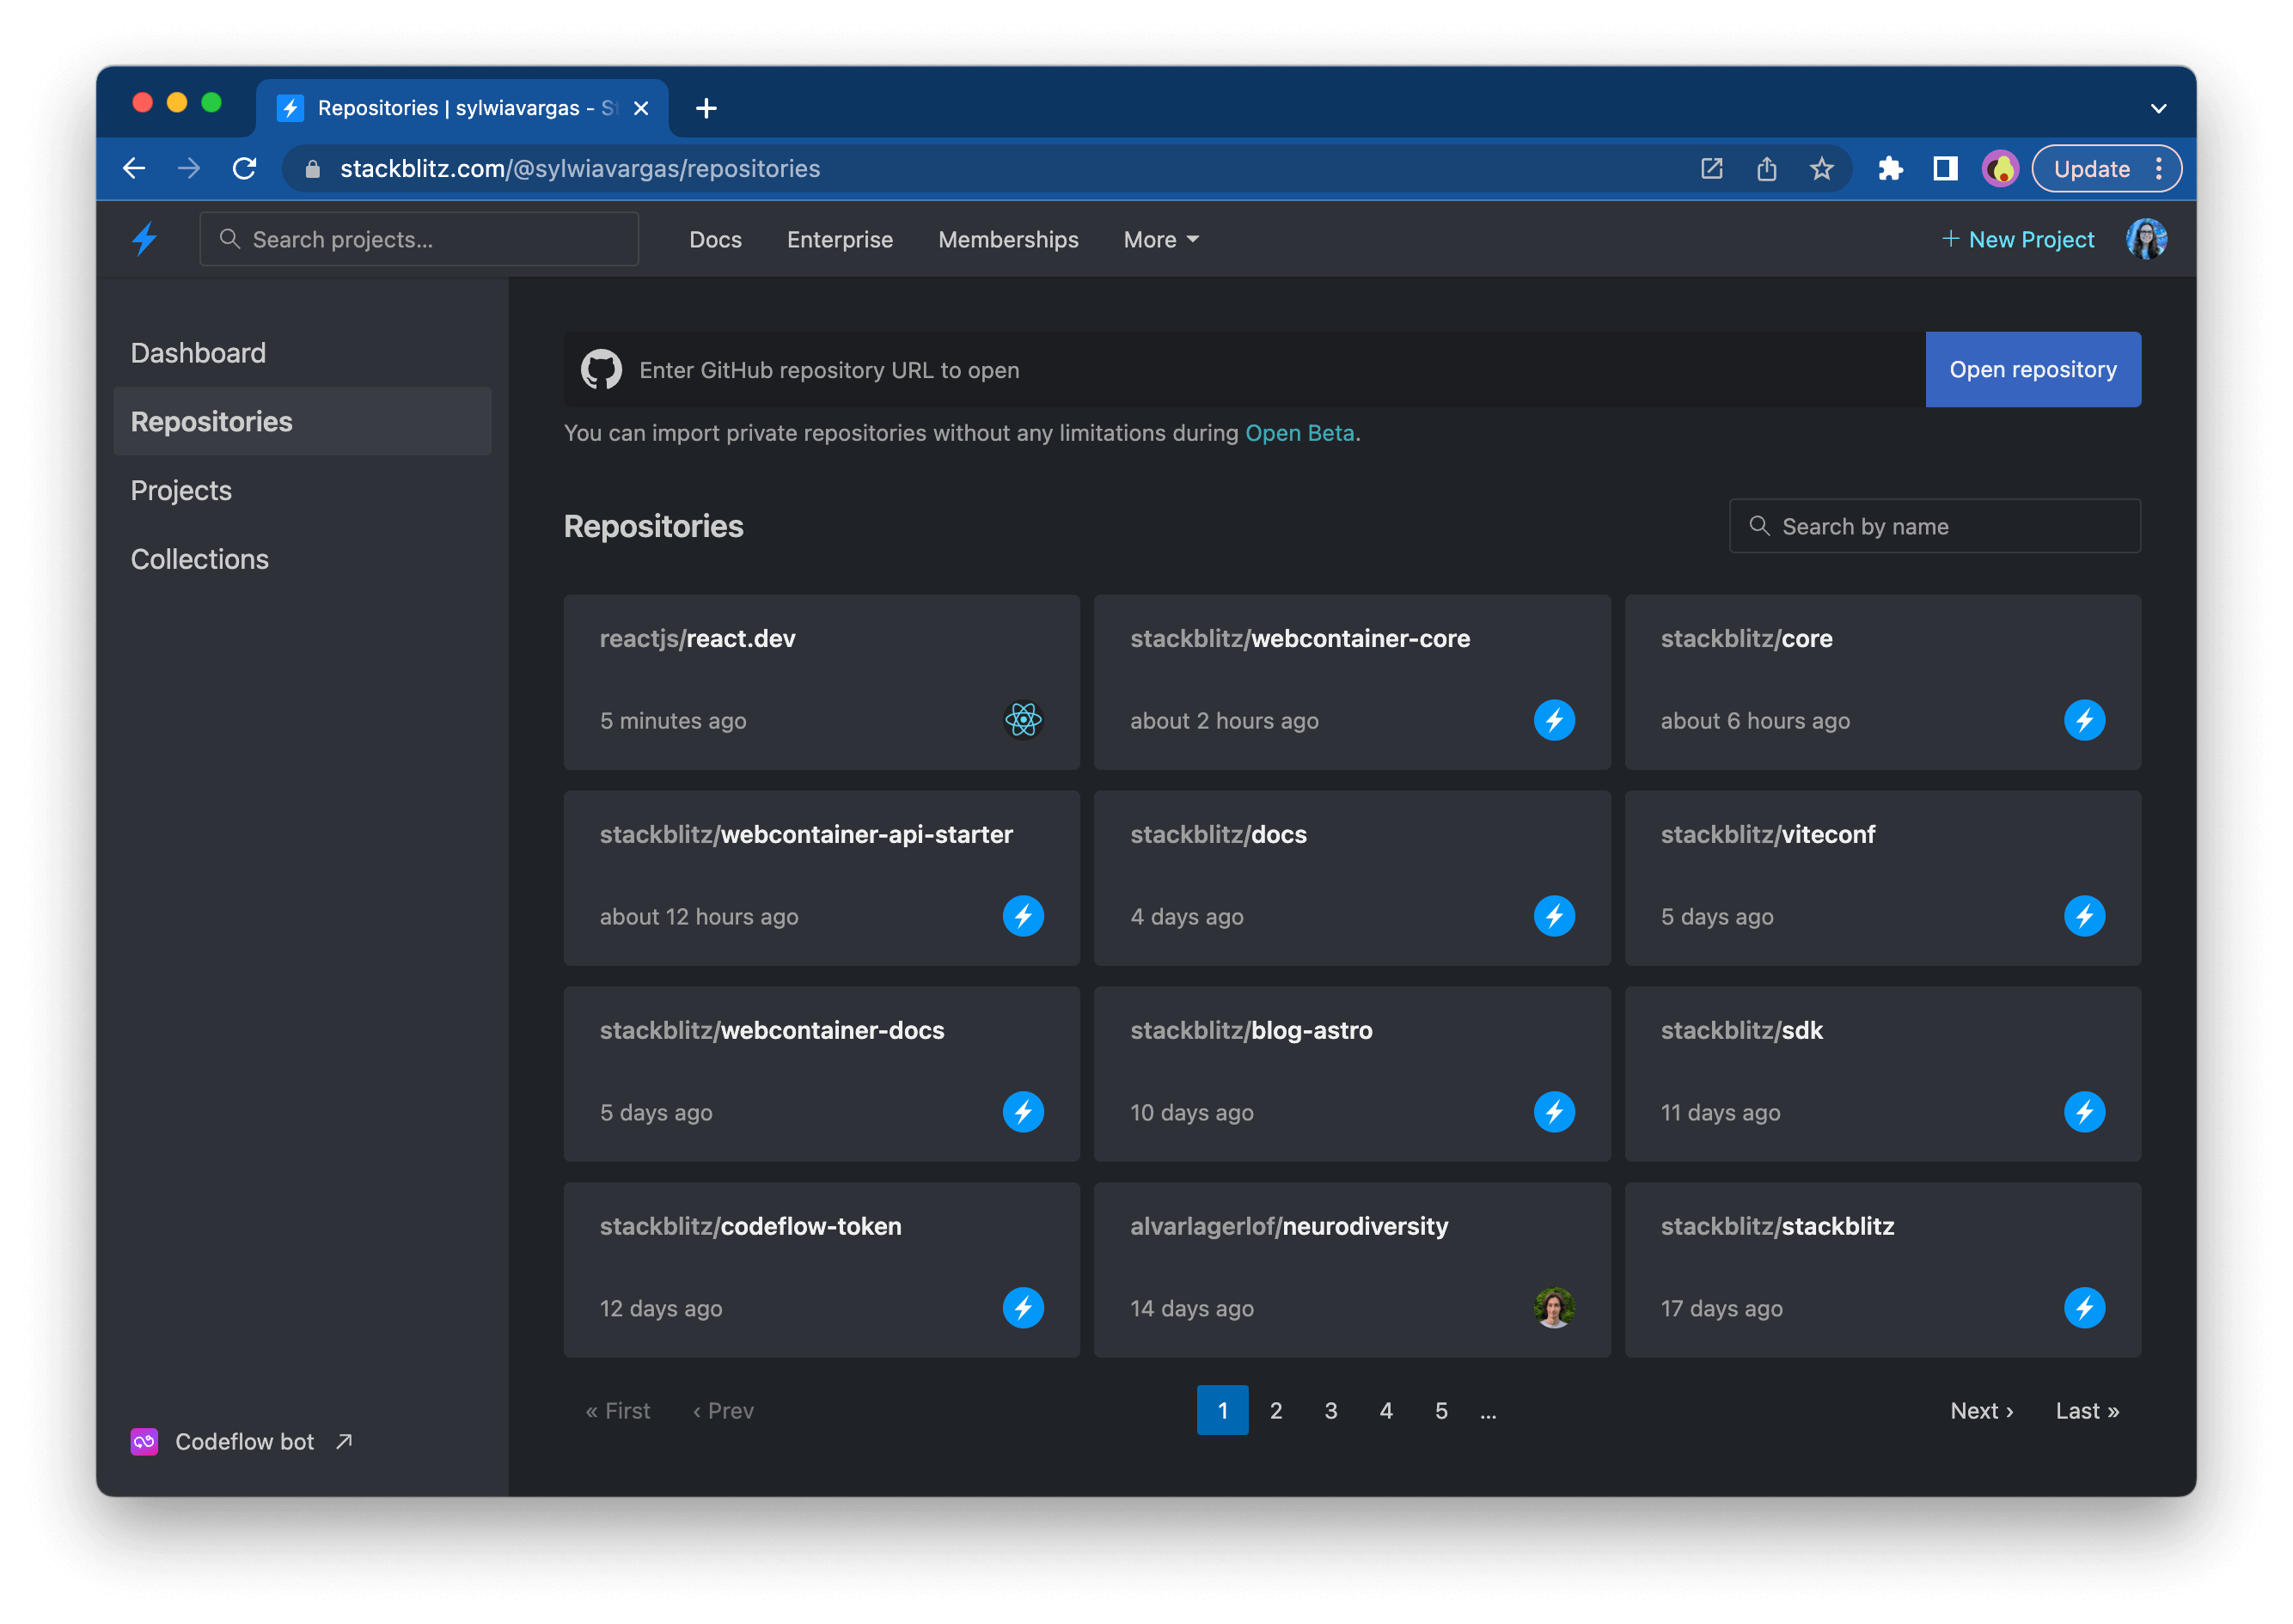 Repositories | sylwiavargas - St
stackblitz.com/@sylwiavargas/repositories
Update
Search projects...
Docs
Enterprise
Memberships
More
+ New Project
Dashboard
Repositories
Projects
Collections
Codeflow bot
Enter GitHub repository URL to open
Open repository
You can import private repositories without any limitations during Open Beta.
Repositories
Search by name
reactjs/react.dev
5 minutes ago
stackblitz/webcontainer-core
about 2 hours ago
stackblitz/core
about 6 hours ago
stackblitz/webcontainer-api-starter
about 12 hours ago
stackblitz/docs
4 days ago
stackblitz/viteconf
5 days ago
stackblitz/webcontainer-docs
5 days ago
stackblitz/blog-astro
10 days ago
stackblitz/sdk
11 days ago
stackblitz/codeflow-token
12 days ago
alvarlagerlof/neurodiversity
14 days ago
stackblitz/stackblitz
17 days ago
« First ‹ Prev 1 2 3 4 5 ... Next › Last »